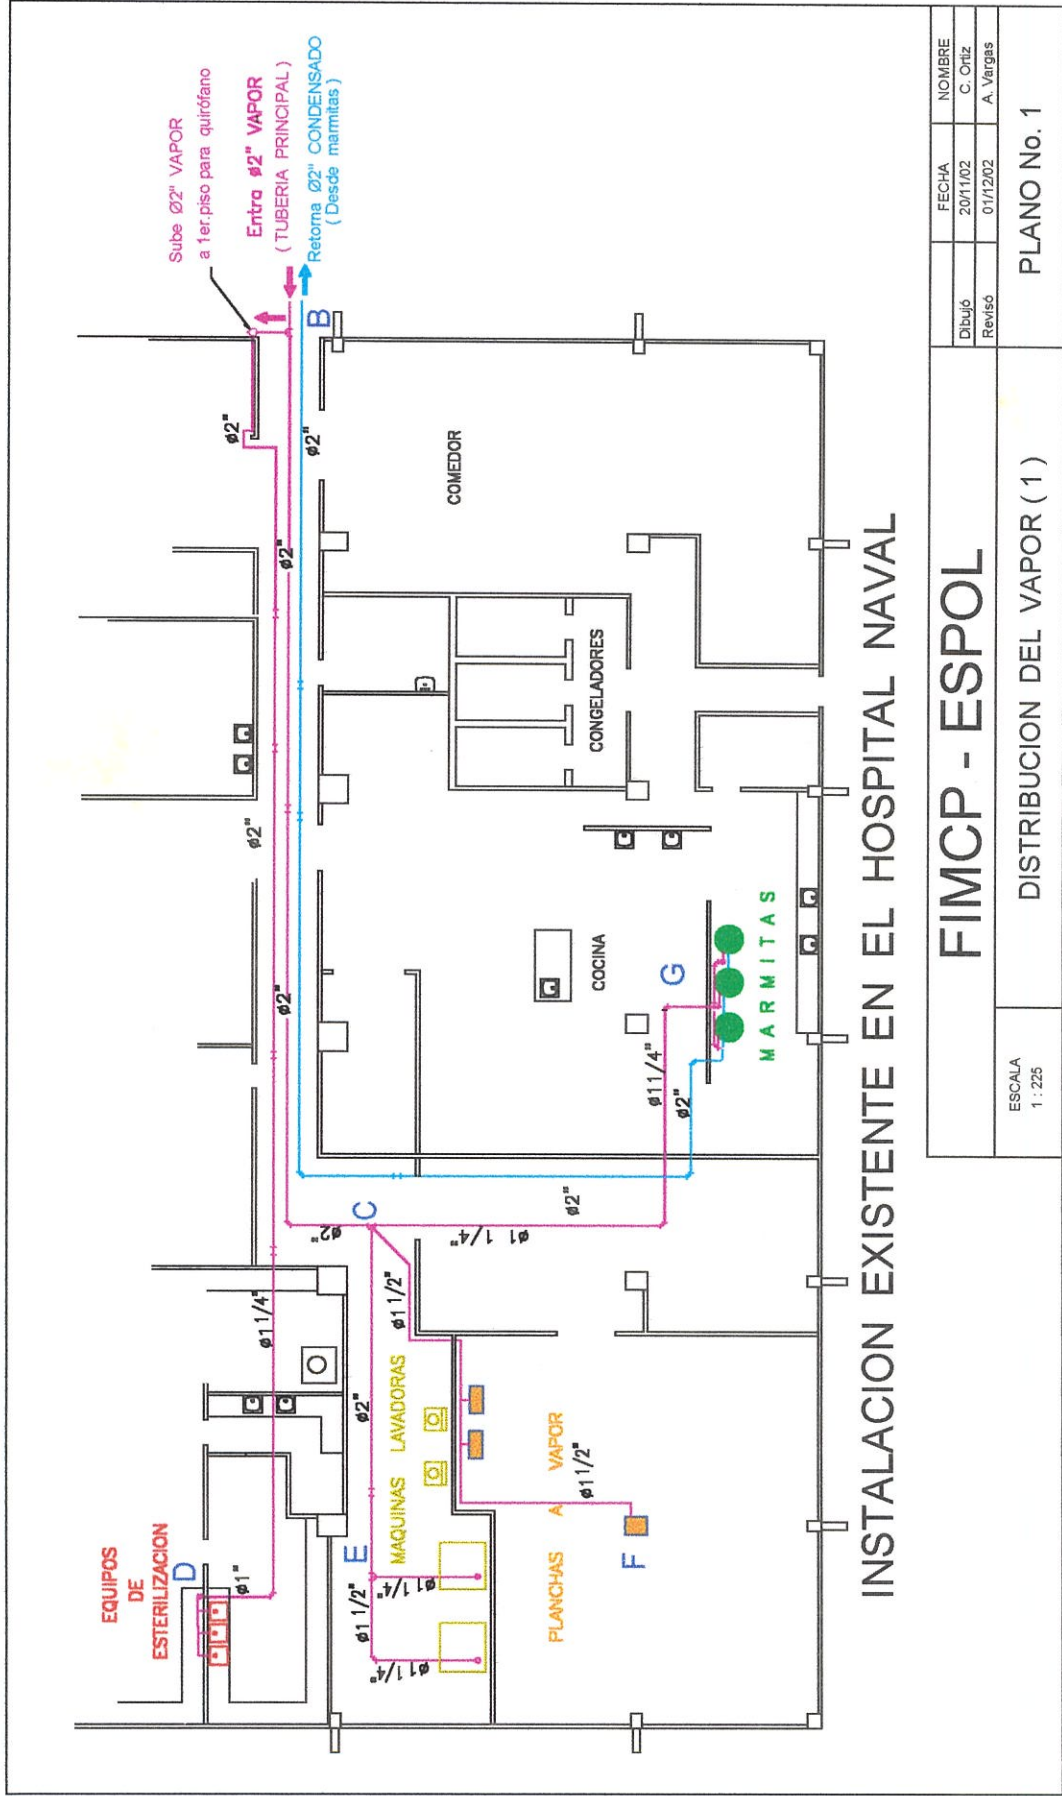 Sube Ø2" VAPOR
a 1er.piso para quirófano
Entra ø2" VAPOR
( TUBERIA PRINCIPAL )
Retorna Ø2" CONDENSADO
( Desde marmitas )
B
EQUIPOS
DE
ESTERILIZACION
D
ø1"
ø1 1/4"
ø2"
ø2"
ø2"
ø2"
ø2"
ø2"
C
E
ø1 1/2"
ø1 1/4"
ø1 1/4"
ø2"
ø1 1/2"
MAQUINAS LAVADORAS
PLANCHAS A VAPOR
ø1 1/2"
F
ø1 1/4"
ø2"
ø1 1/4"
ø2"
G
COCINA
MARMITAS
CONGELADORES
COMEDOR
INSTALACION EXISTENTE EN EL HOSPITAL NAVAL
FIMCP - ESPOL
FECHA NOMBRE
Dibujó 20/11/02 C. Ortiz
Revisó 01/12/02 A. Vargas
ESCALA
1 : 225
DISTRIBUCION DEL VAPOR ( 1 )
PLANO No. 1